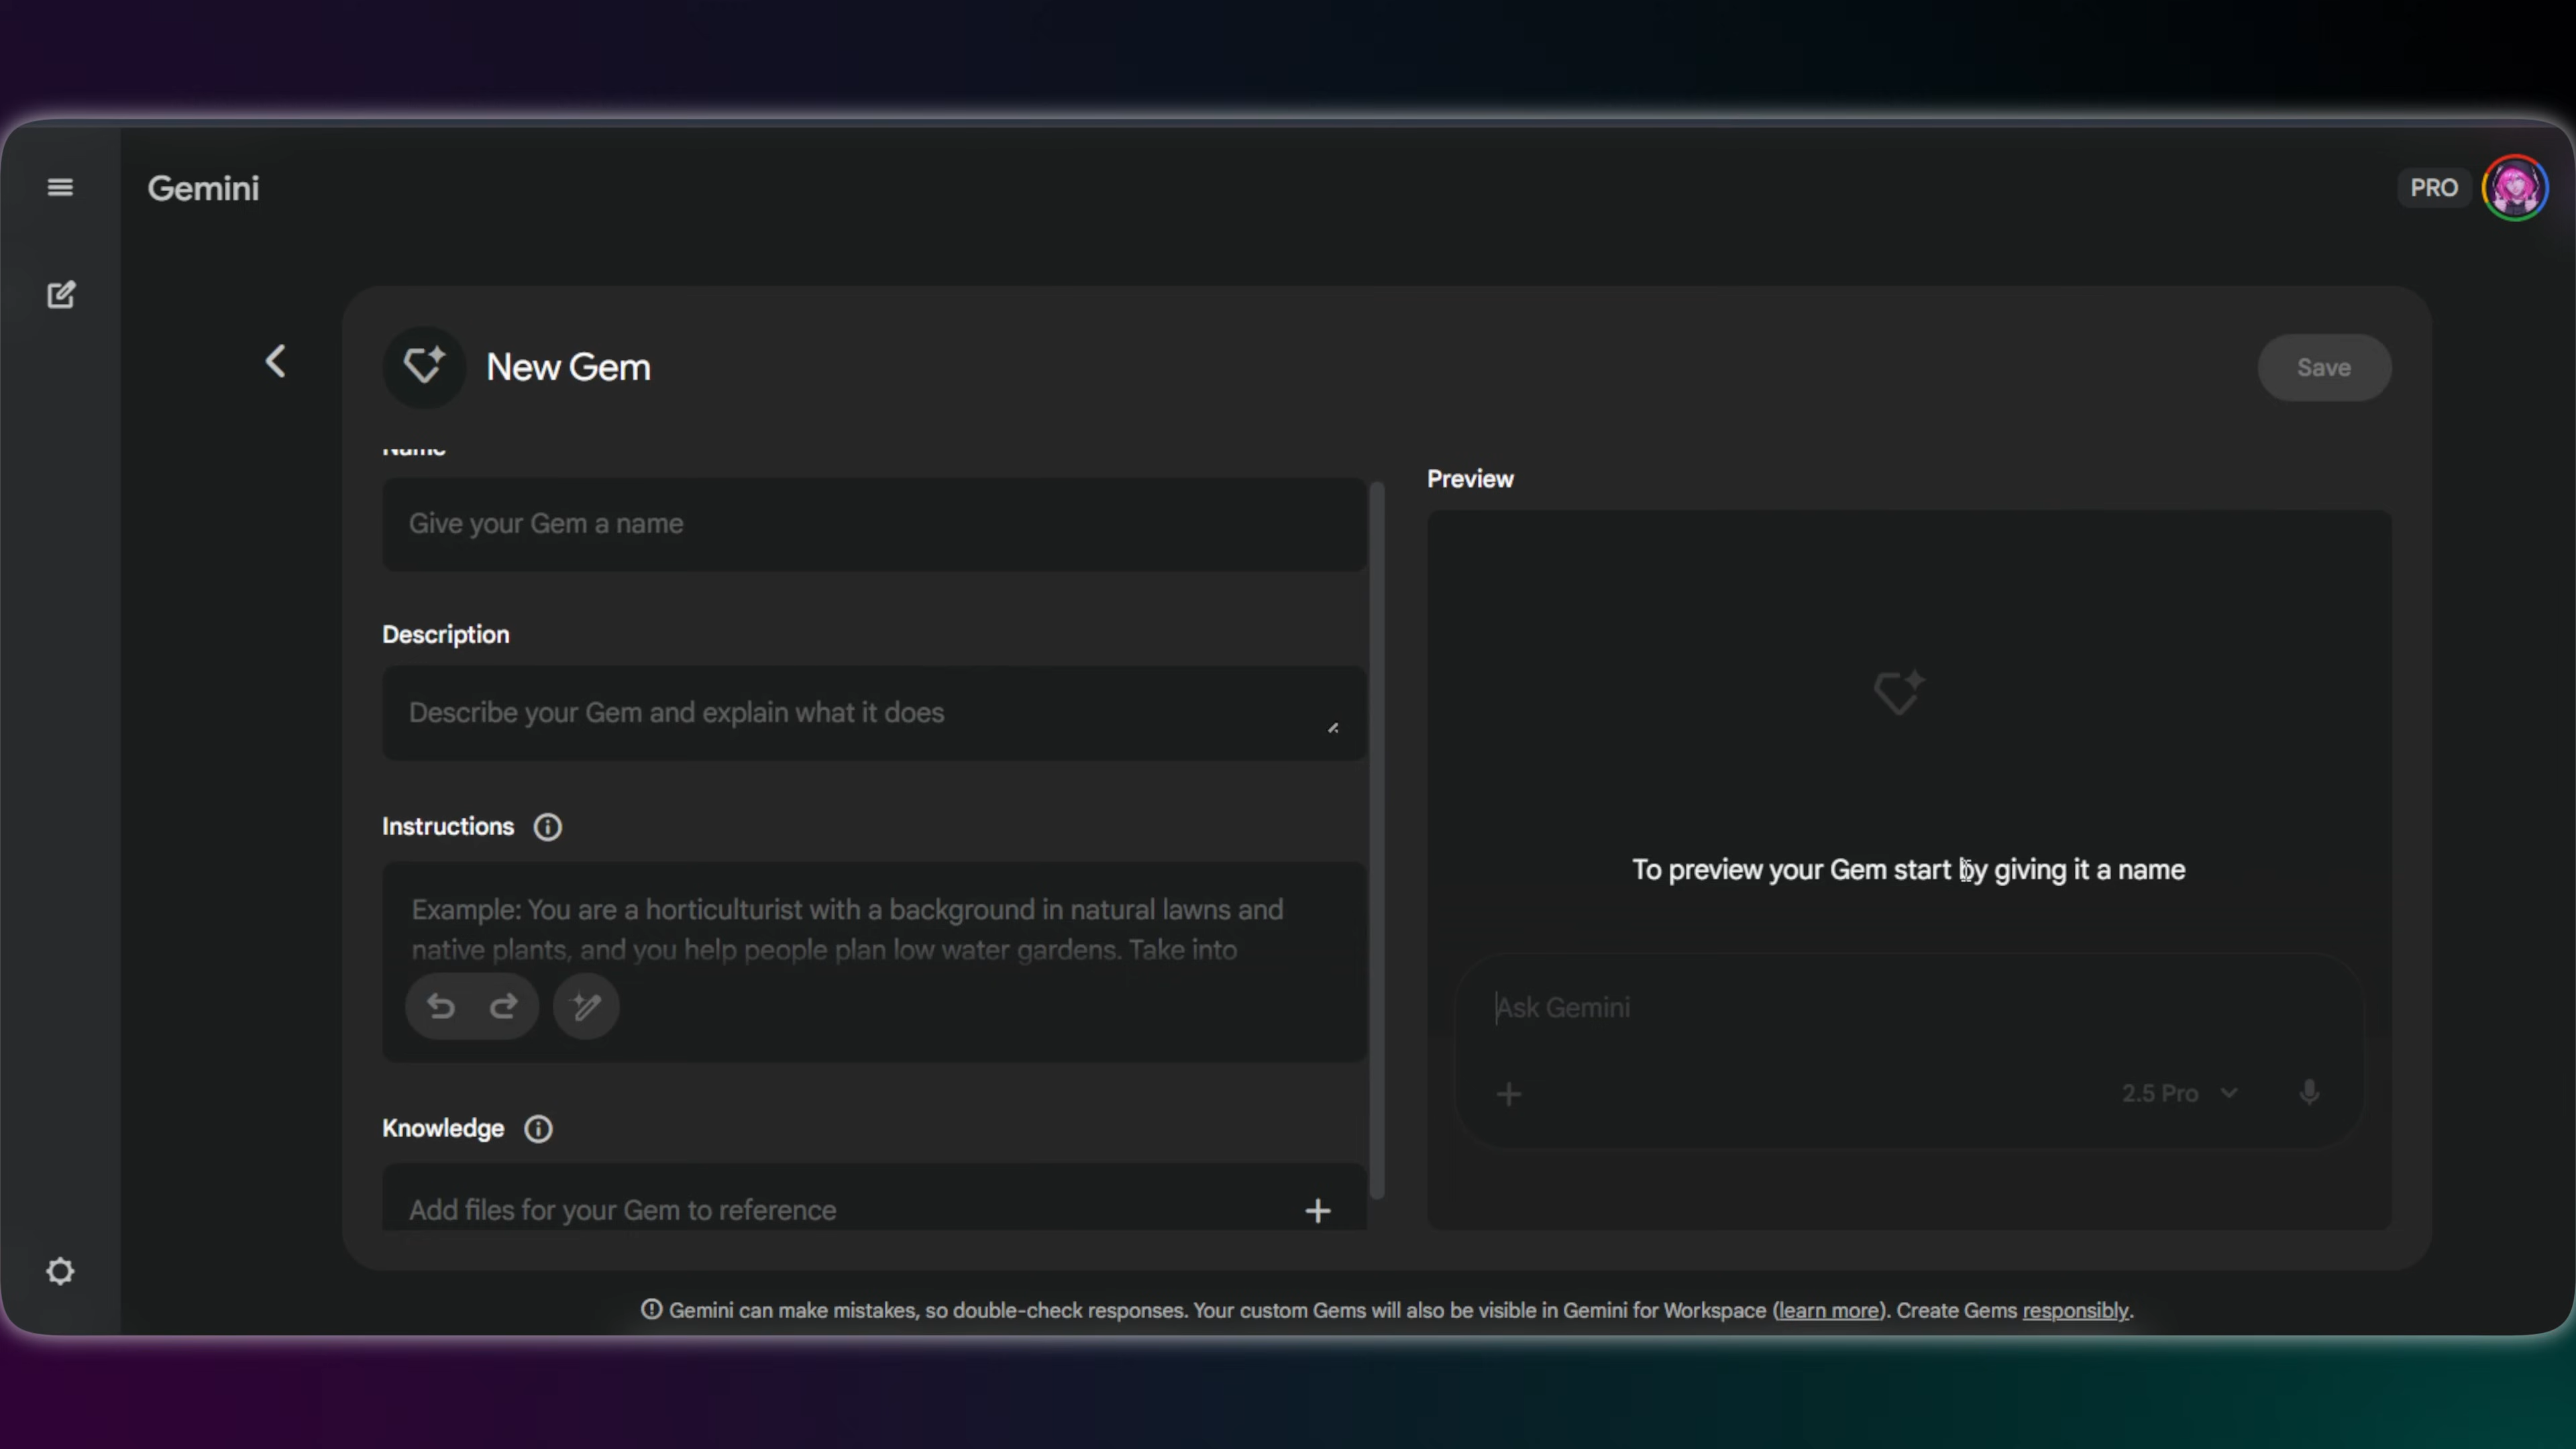 Gemini
PRO
New Gem
Save
Name
Give your Gem a name
Description
Describe your Gem and explain what it does
Instructions
Example: You are a horticulturist with a background in natural lawns and
native plants, and you help people plan low water gardens. Take into
Knowledge
Add files for your Gem to reference
Preview
To preview your Gem start by giving it a name
Ask Gemini
2.5 Pro
Gemini can make mistakes, so double-check responses. Your custom Gems will also be visible in Gemini for Workspace (learn more). Create Gems responsibly.